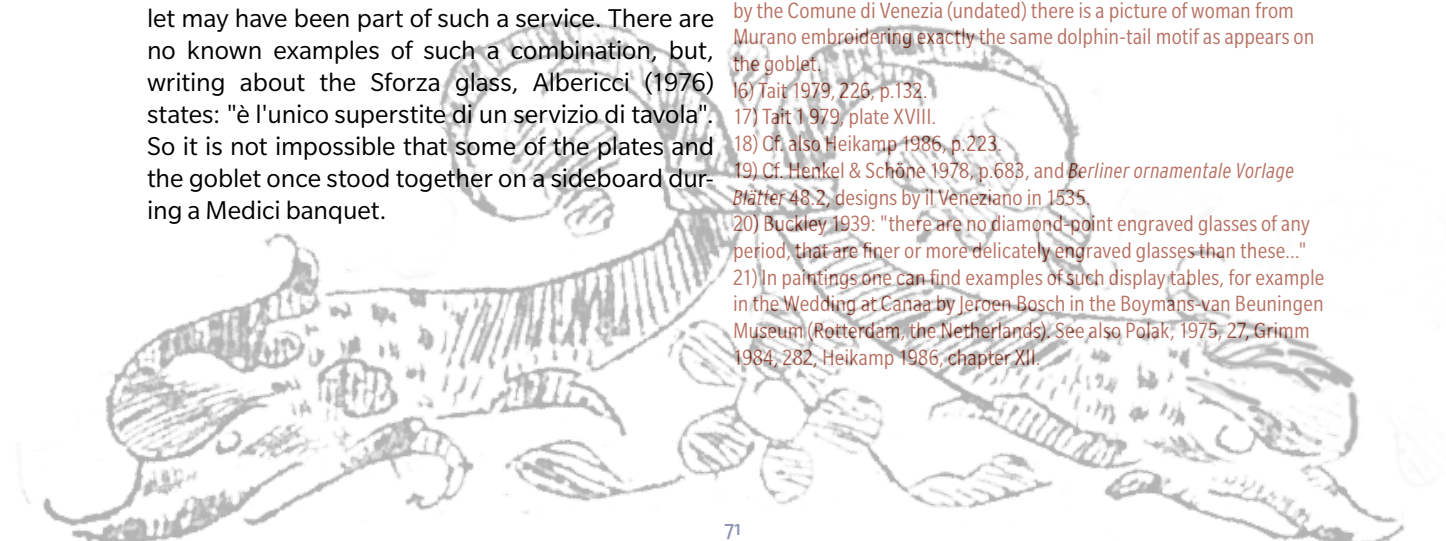 let may have been part of such a service. There are
no known examples of such a combination, but,
writing about the Sforza glass, Albericci (1976)
states: "è l'unico superstite di un servizio di tavola".
So it is not impossible that some of the plates and
the goblet once stood together on a sideboard dur-
ing a Medici banquet.
by the Comune di Venezia (undated) there is a picture of woman from
Murano embroidering exactly the same dolphin-tail motif as appears on
the goblet.
l6) Tait 1979, 226, p.132.
17) Tait 1 979, plate XVIII.
18) Cf. also Heikamp 1986, p.223.
19) Cf. Henkel & Schöne 1978, p.683, and Berliner ornamentale Vorlage
Blätter 48.2, designs by il Veneziano in 1535.
20) Buckley 1939: "there are no diamond-point engraved glasses of any
period, that are finer or more delicately engraved glasses than these..."
21) In paintings one can find examples of such display tables, for example
in the Wedding at Canaa by Jeroen Bosch in the Boymans-van Beuningen
Museum (Rotterdam, the Netherlands). See also Polak, 1975, 27, Grimm
1984, 282, Heikamp 1986, chapter XII.
71